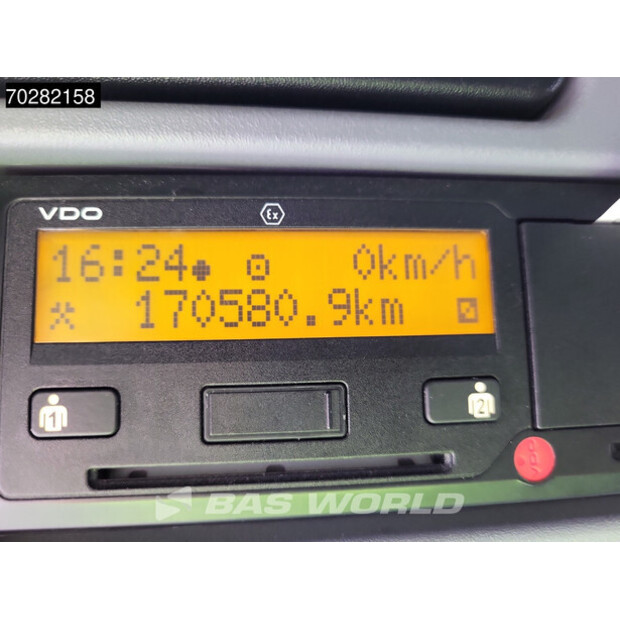 70282158
VDO
Ex
16:24 0km/h
170580.9km
1
2
VDO
BAS WORLD